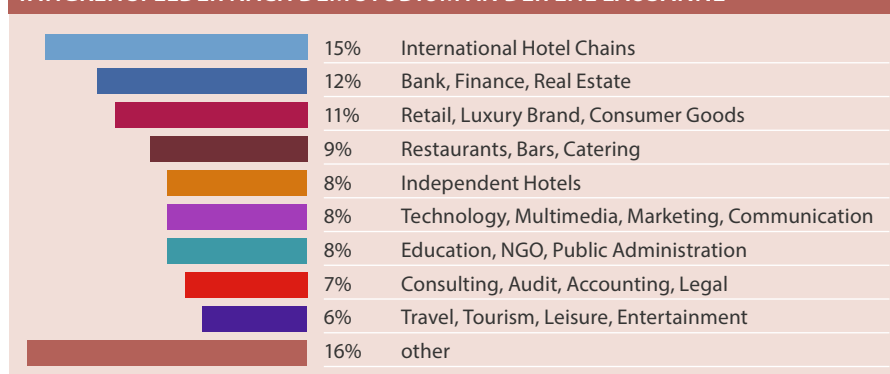 15% International Hotel Chains
12% Bank, Finance, Real Estate
11% Retail, Luxury Brand, Consumer Goods
9% Restaurants, Bars, Catering
8% Independent Hotels
8% Technology, Multimedia, Marketing, Communication
8% Education, NGO, Public Administration
7% Consulting, Audit, Accounting, Legal
6% Travel, Tourism, Leisure, Entertainment
16% other